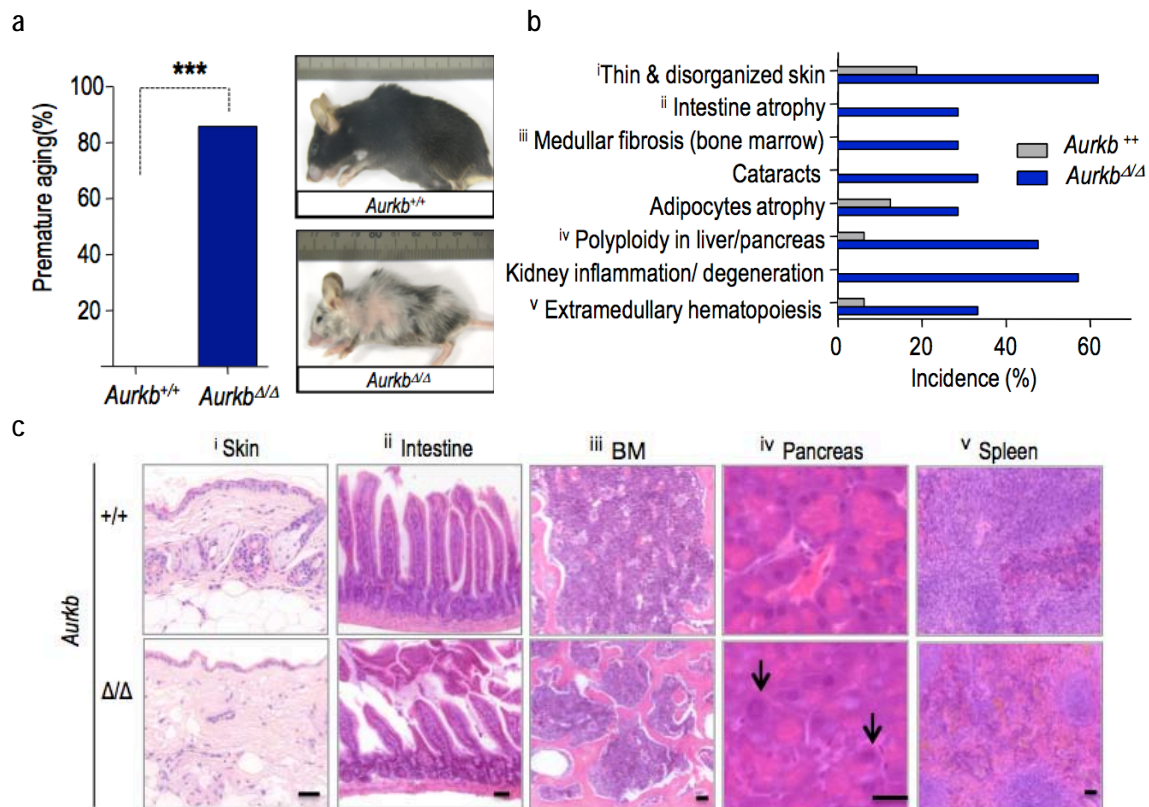 a
***
Premature aging(%)
100
80
60
40
20
Aurkb+/+
AurkbΔ/Δ
Aurkb+/+
AurkbΔ/Δ
b
i Thin & disorganized skin
ii Intestine atrophy
iii Medullar fibrosis (bone marrow)
Cataracts
Adipocytes atrophy
iv Polyploidy in liver/pancreas
Kidney inflammation/ degeneration
v Extramedullary hematopoiesis
Aurkb ++
AurkbΔ/Δ
0 20 40 60
Incidence (%)
c
i Skin
ii Intestine
iii BM
iv Pancreas
v Spleen
Aurkb
+/+
Δ/Δ